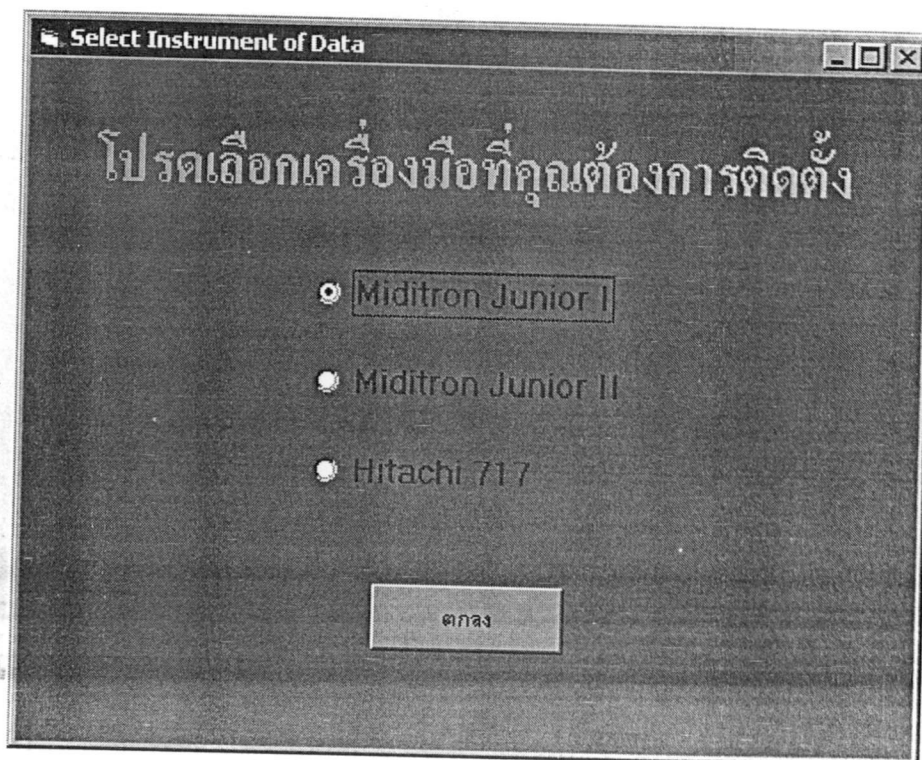 Select Instrument of Data
โปรดเลือกเครื่องมือที่คุณต้องการติดตั้ง
Miditron Junior I
Miditron Junior II
Hitachi 717
ตกลง